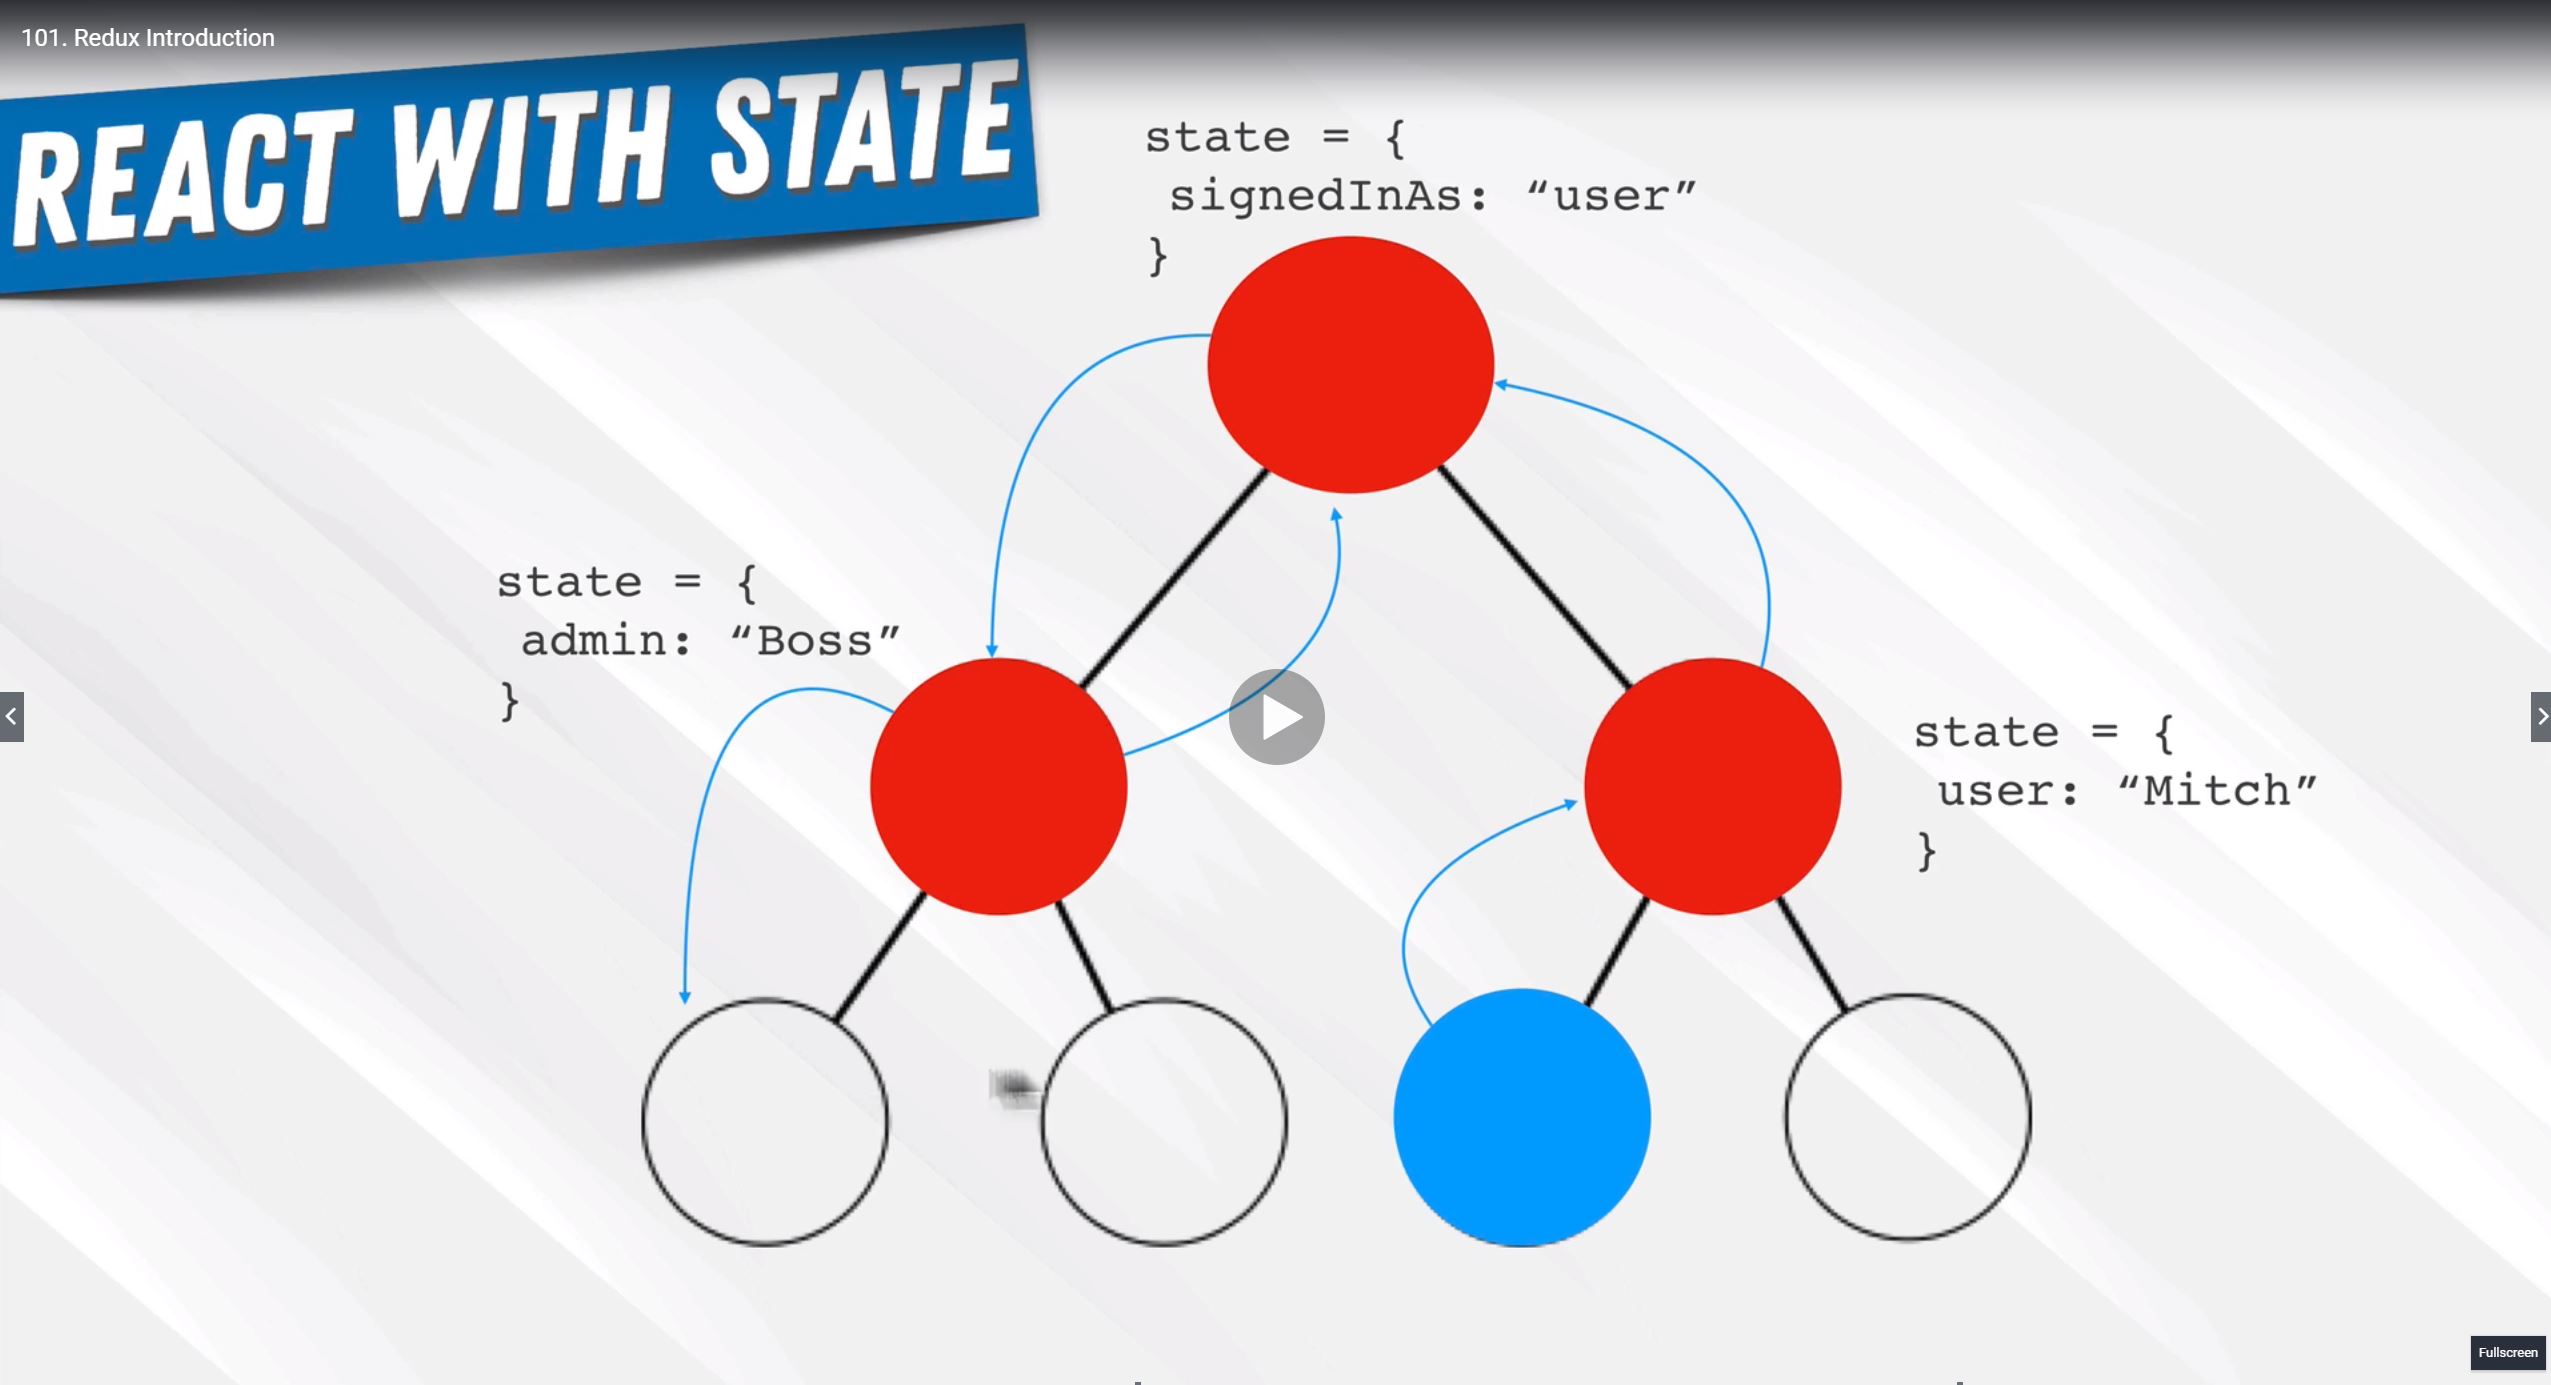 101. Redux Introduction
REACT WITH STATE
state = {
signedInAs: “user”
}
state = {
admin: “Boss”
}
state = {
user: “Mitch”
}
Fullscreen